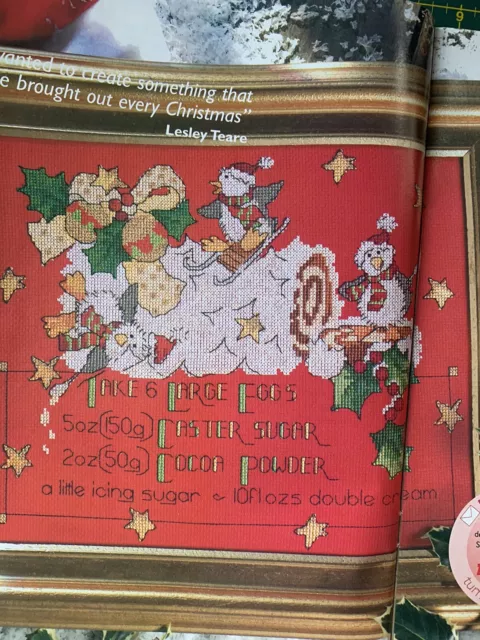 wanted to create something that
e brought out every Christmas"
Lesley Teare
TAKE 6 LARGE EGGS
5oz(150g) CASTER SUGAR
2oz(50g) COCOA POWDER
a little icing sugar & 10fl ozs double cream
9